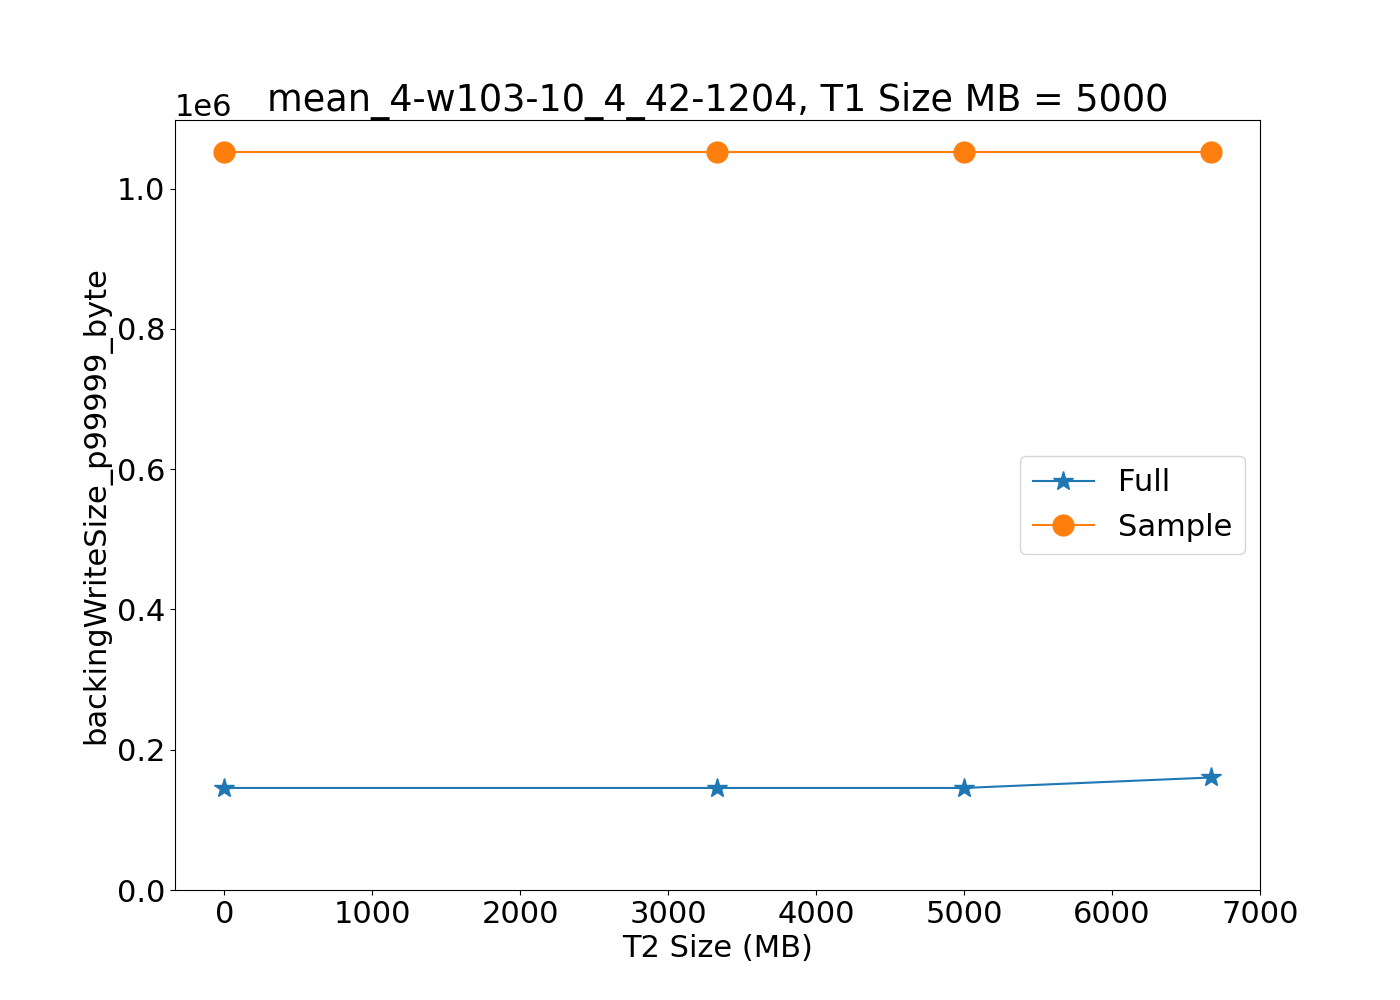 1e6
mean_4-w103-10_4_42-1204, T1 Size MB = 5000
backingWriteSize_p99999_byte
1.0
0.8
0.6
0.4
0.2
0.0
Full
Sample
0 1000 2000 3000 4000 5000 6000 7000
T2 Size (MB)